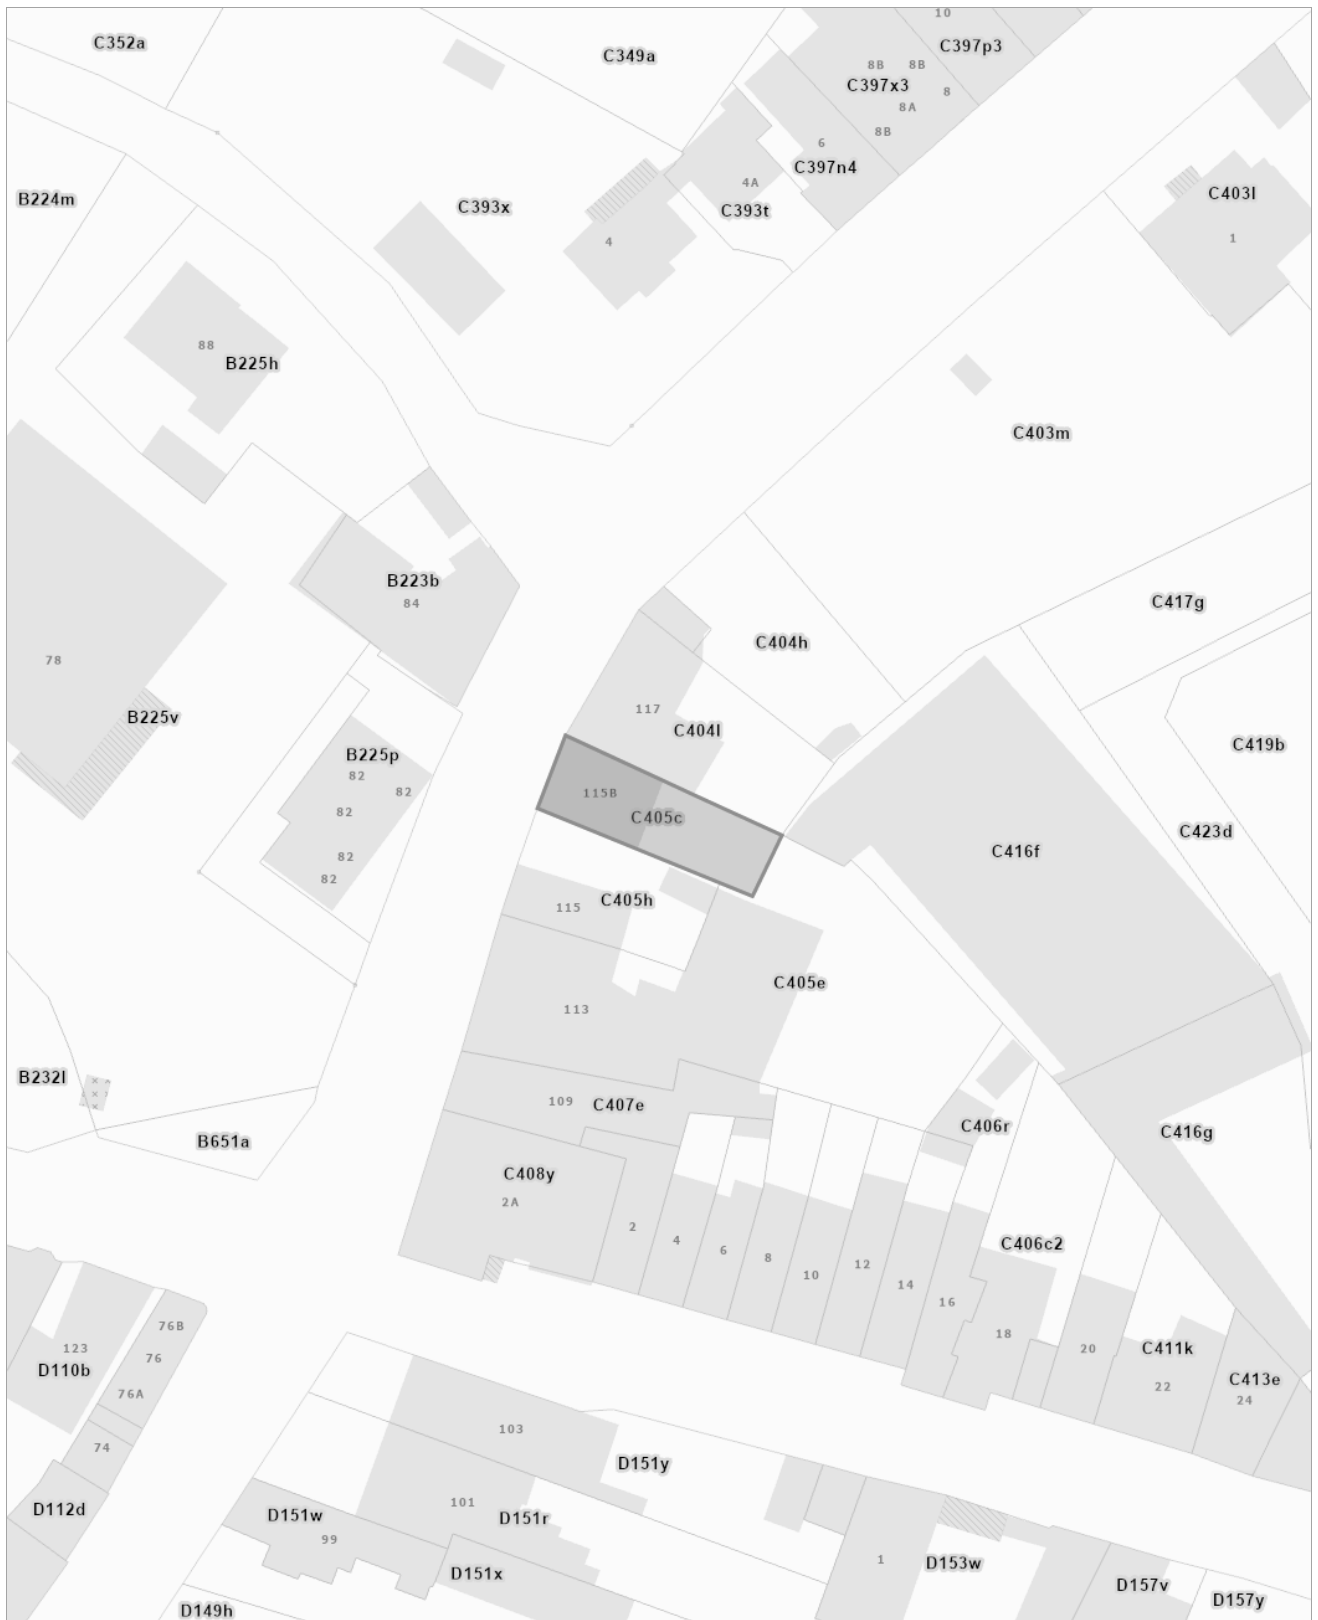 10
C352a
C397p3
C349a
8B
8B
C397x3
8
8A
8B
6
C397n4
4A
B224m
C393x
C393t
C403l
4
1
88
B225h
C403m
B223b
84
C417g
C404h
78
117
B225v
C404l
C419b
B225p
82
82
115B
82
C405c
C423d
C416f
82
82
C405h
115
C405e
113
B232l
109
C407e
C406r
C416g
B651a
C408y
2A
2
4
C406c2
6
8
12
10
14
16
76B
18
123
20
C411k
76
D110b
C413e
22
76A
24
103
74
D151y
101
D112d
D151w
D151r
99
1
D153w
D151x
D157v
D157y
D149h